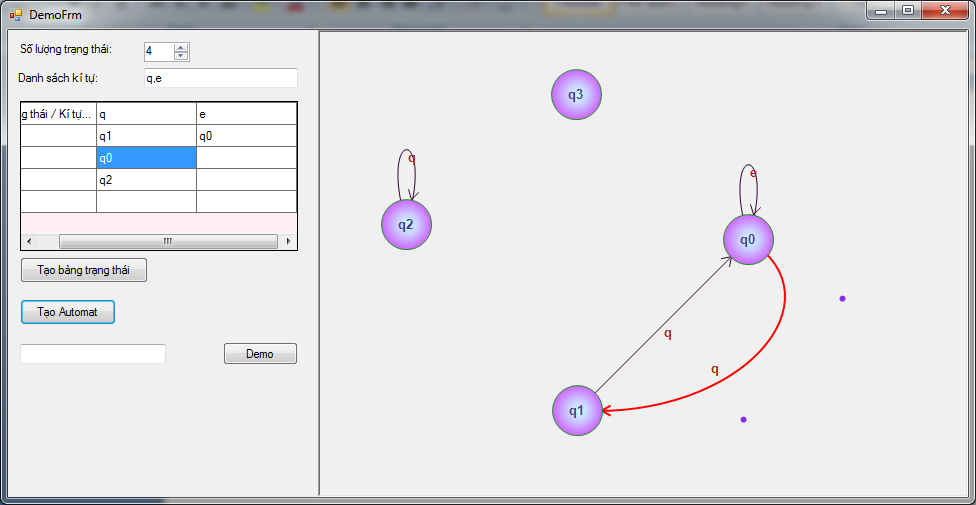 DemoFrm
Số lượng trạng thái:
4
Danh sách kí tự:
q,e
g thái / Kí tự...
q
e
q1
q0
q0
q2
Tạo bảng trạng thái
Tạo Automat
Demo
q3
q
e
q2
q0
q
q
q1